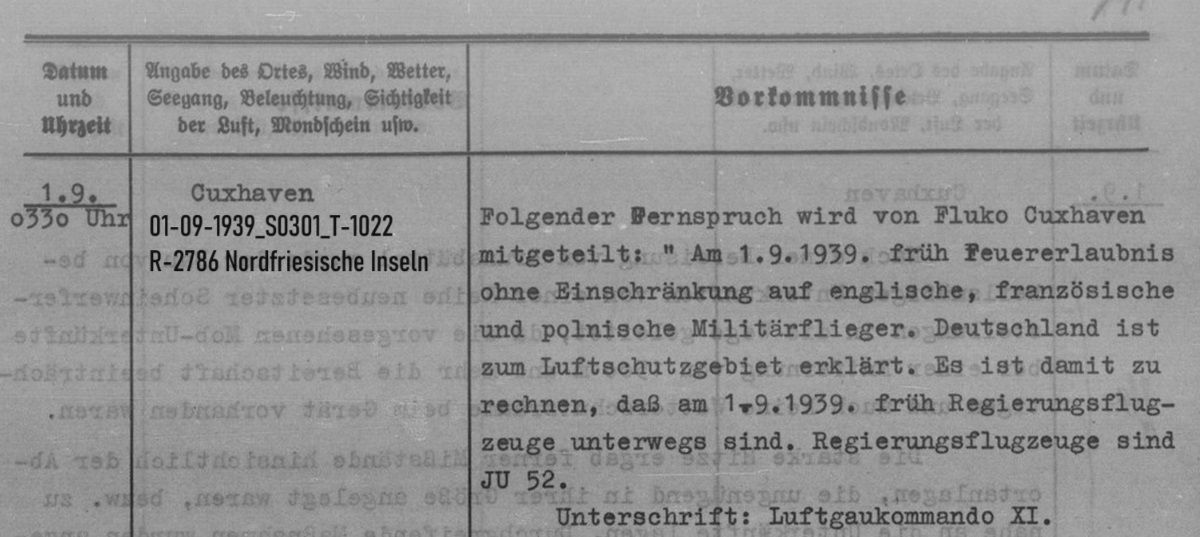 Datum
und
Uhrzeit
Angabe des Ortes, Wind, Wetter,
Seegang, Beleuchtung, Sichtigkeit
der Luft, Mondschein usw.
Vorkommnisse
1.9.
o33o Uhr
Cuxhaven
01-09-1939_S0301_T-1022
R-2786 Nordfriesische Inseln
Folgender Fernspruch wird von Fluko Cuxhaven
mitgeteilt: " Am 1.9.1939. früh Feuererlaubnis
ohne Einschränkung auf englische, französische
und polnische Militärflieger. Deutschland ist
zum Luftschutzgebiet erklärt. Es ist damit zu
rechnen, daß am 1.9.1939. früh Regierungsflug-
zeuge unterwegs sind. Regierungsflugzeuge sind
JU 52.
Unterschrift: Luftgaukommando XI.